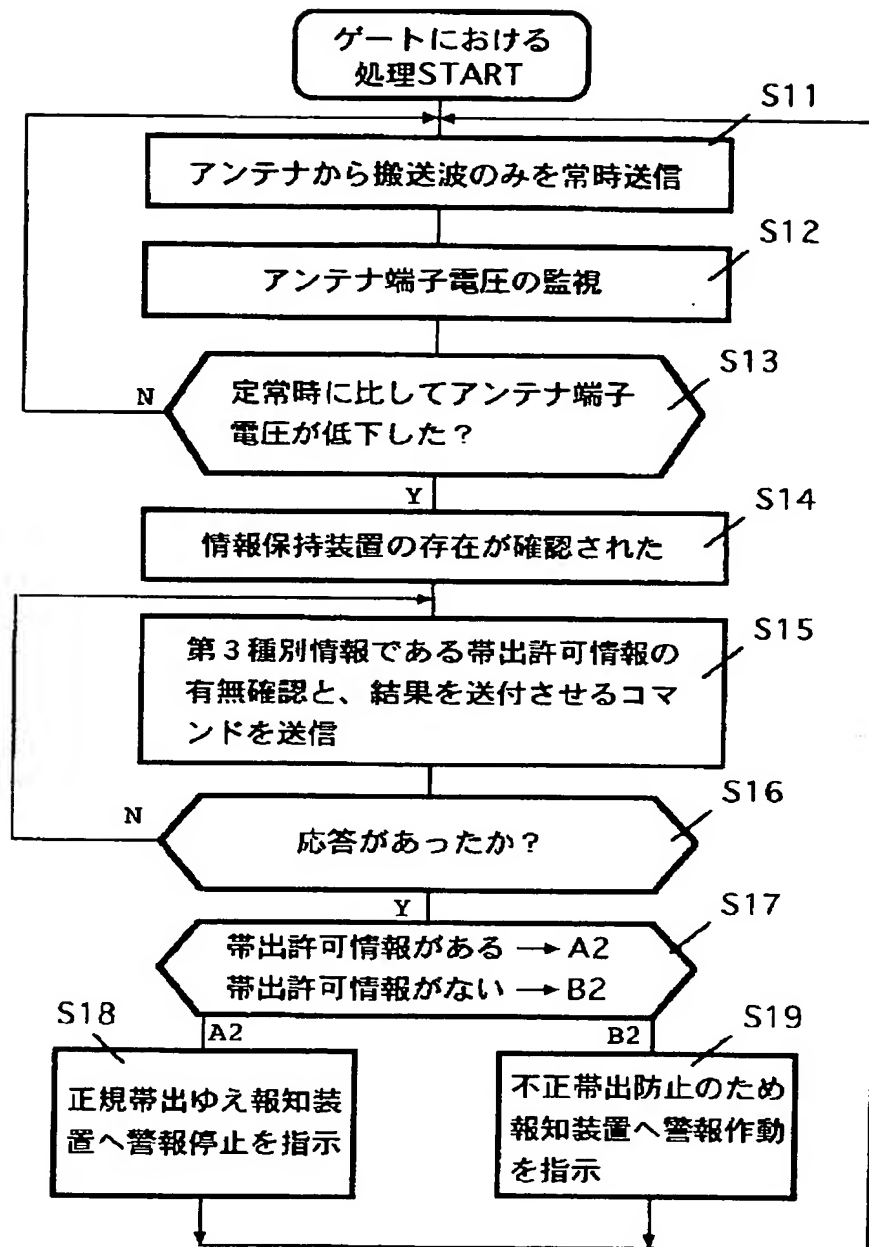 ゲートにおける
処理START
S11
アンテナから搬送波のみを常時送信
S12
アンテナ端子電圧の監視
S13
N
定常時に比してアンテナ端子
電圧が低下した?
Y
S14
情報保持装置の存在が確認された
S15
第3種別情報である帯出許可情報の
有無確認と、結果を送付させるコマ
ンドを送信
S16
N
応答があったか?
Y
S17
帯出許可情報がある → A2
帯出許可情報がない → B2
S18
A2
正規帯出ゆえ報知装
置へ警報停止を指示
B2
S19
不正帯出防止のため
報知装置へ警報作動
を指示